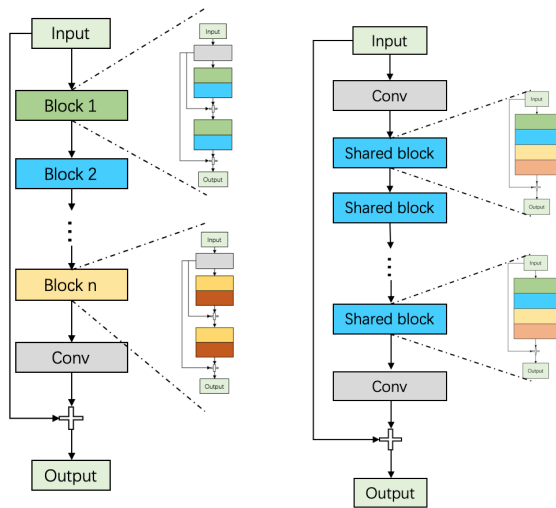 Input
Block 1
Block 2
Block n
Conv
Output
Input
Output
Input
Output
Input
Conv
Shared block
Shared block
Shared block
Conv
Output
Input
Output
Input
Output